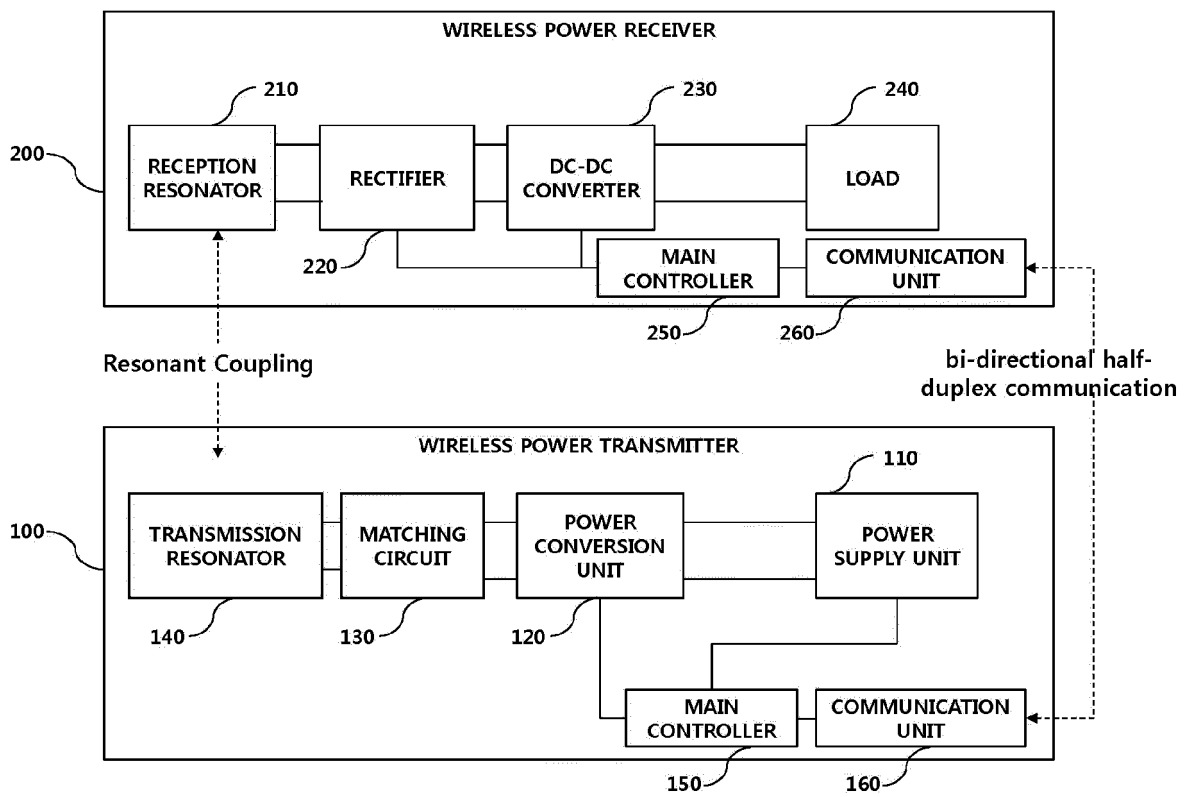 WIRELESS POWER RECEIVER
210
230
240
200
RECEPTION
RESONATOR
RECTIFIER
DC-DC
CONVERTER
LOAD
220
MAIN
CONTROLLER
COMMUNICATION
UNIT
250
260
Resonant Coupling
bi-directional half-
duplex communication
WIRELESS POWER TRANSMITTER
110
100
TRANSMISSION
RESONATOR
MATCHING
CIRCUIT
POWER
CONVERSION
UNIT
POWER
SUPPLY UNIT
140
130
120
MAIN
CONTROLLER
COMMUNICATION
UNIT
150
160